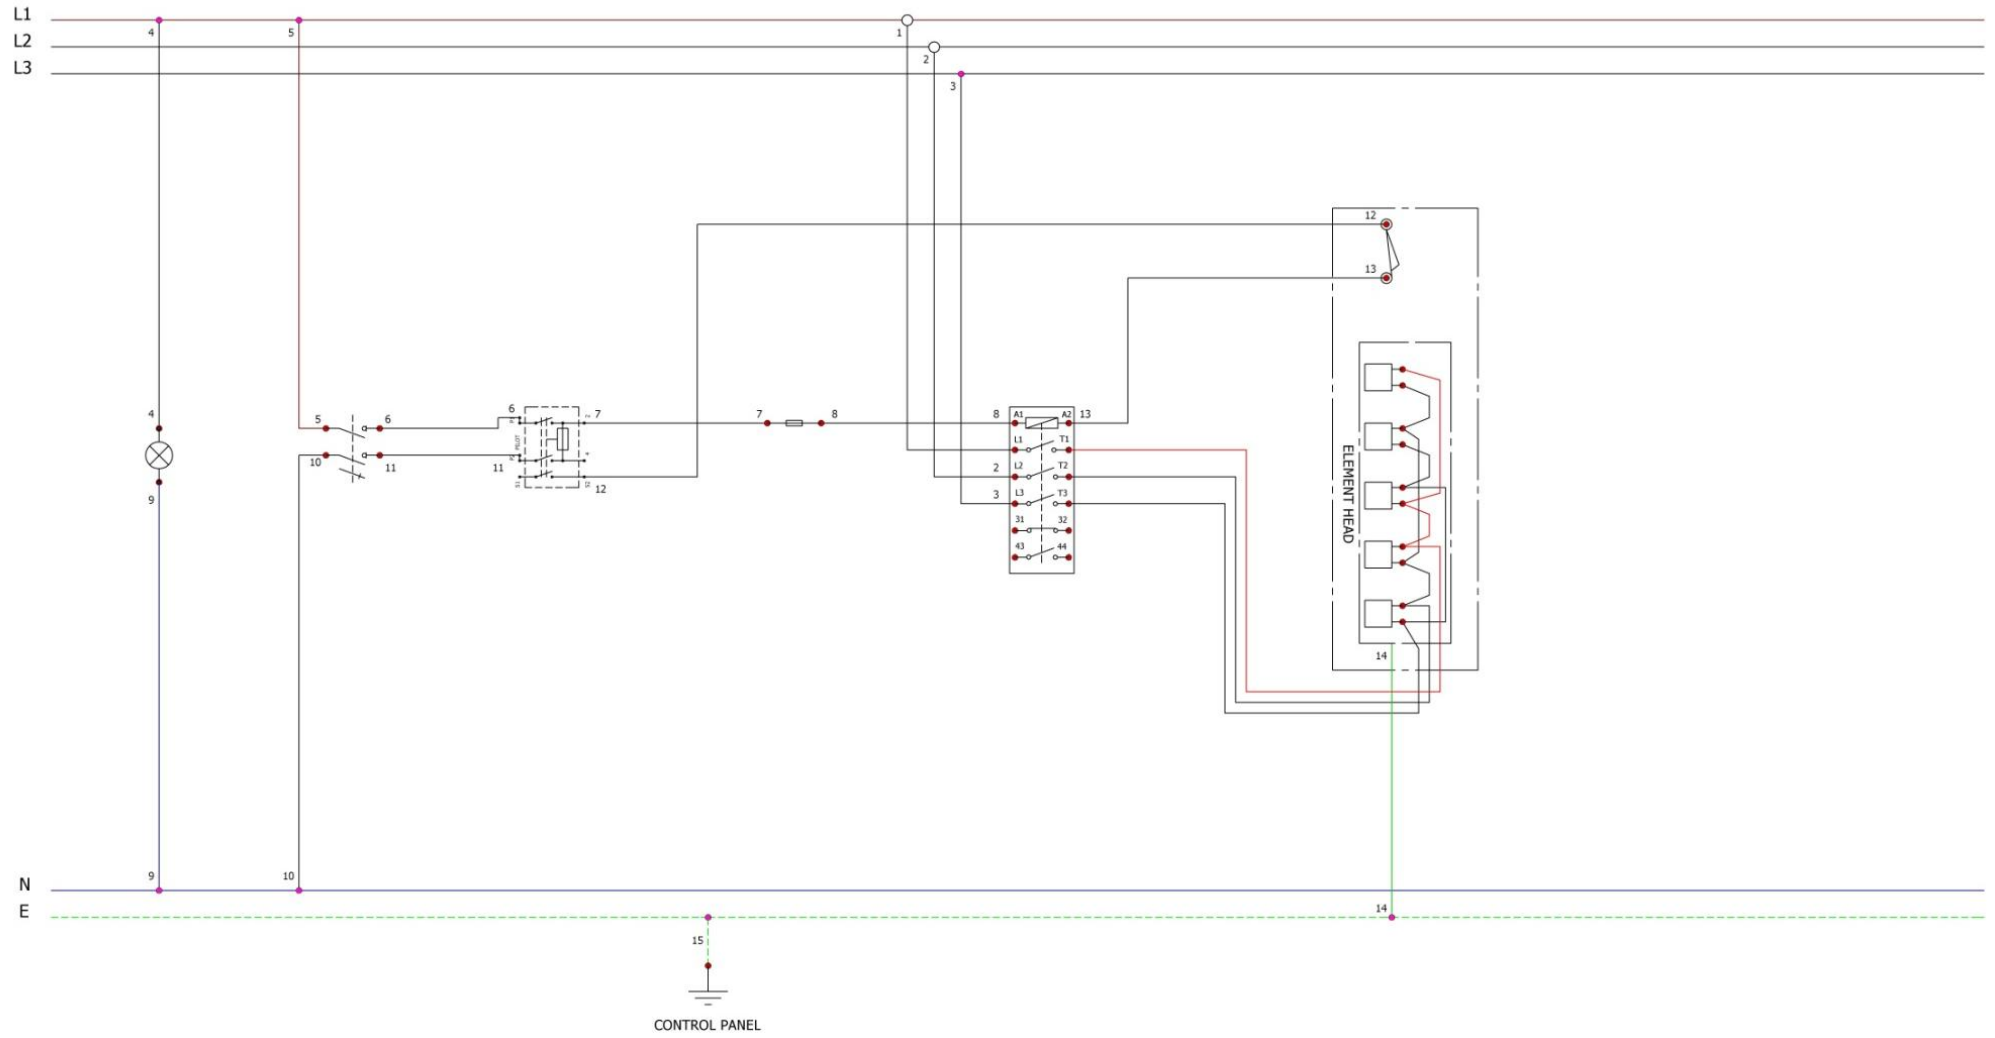 L1
4 5 1
L2
2
L3
3
12
13
4 5 6 6 7 7 8 8 A1 A2 13
L1 T1
10 11 11 2 L2 T2
12 3 L3 T3
9 31 32
43 44
PILOT
ELEMENT HEAD
14
9 10
N
E
14
15
CONTROL PANEL